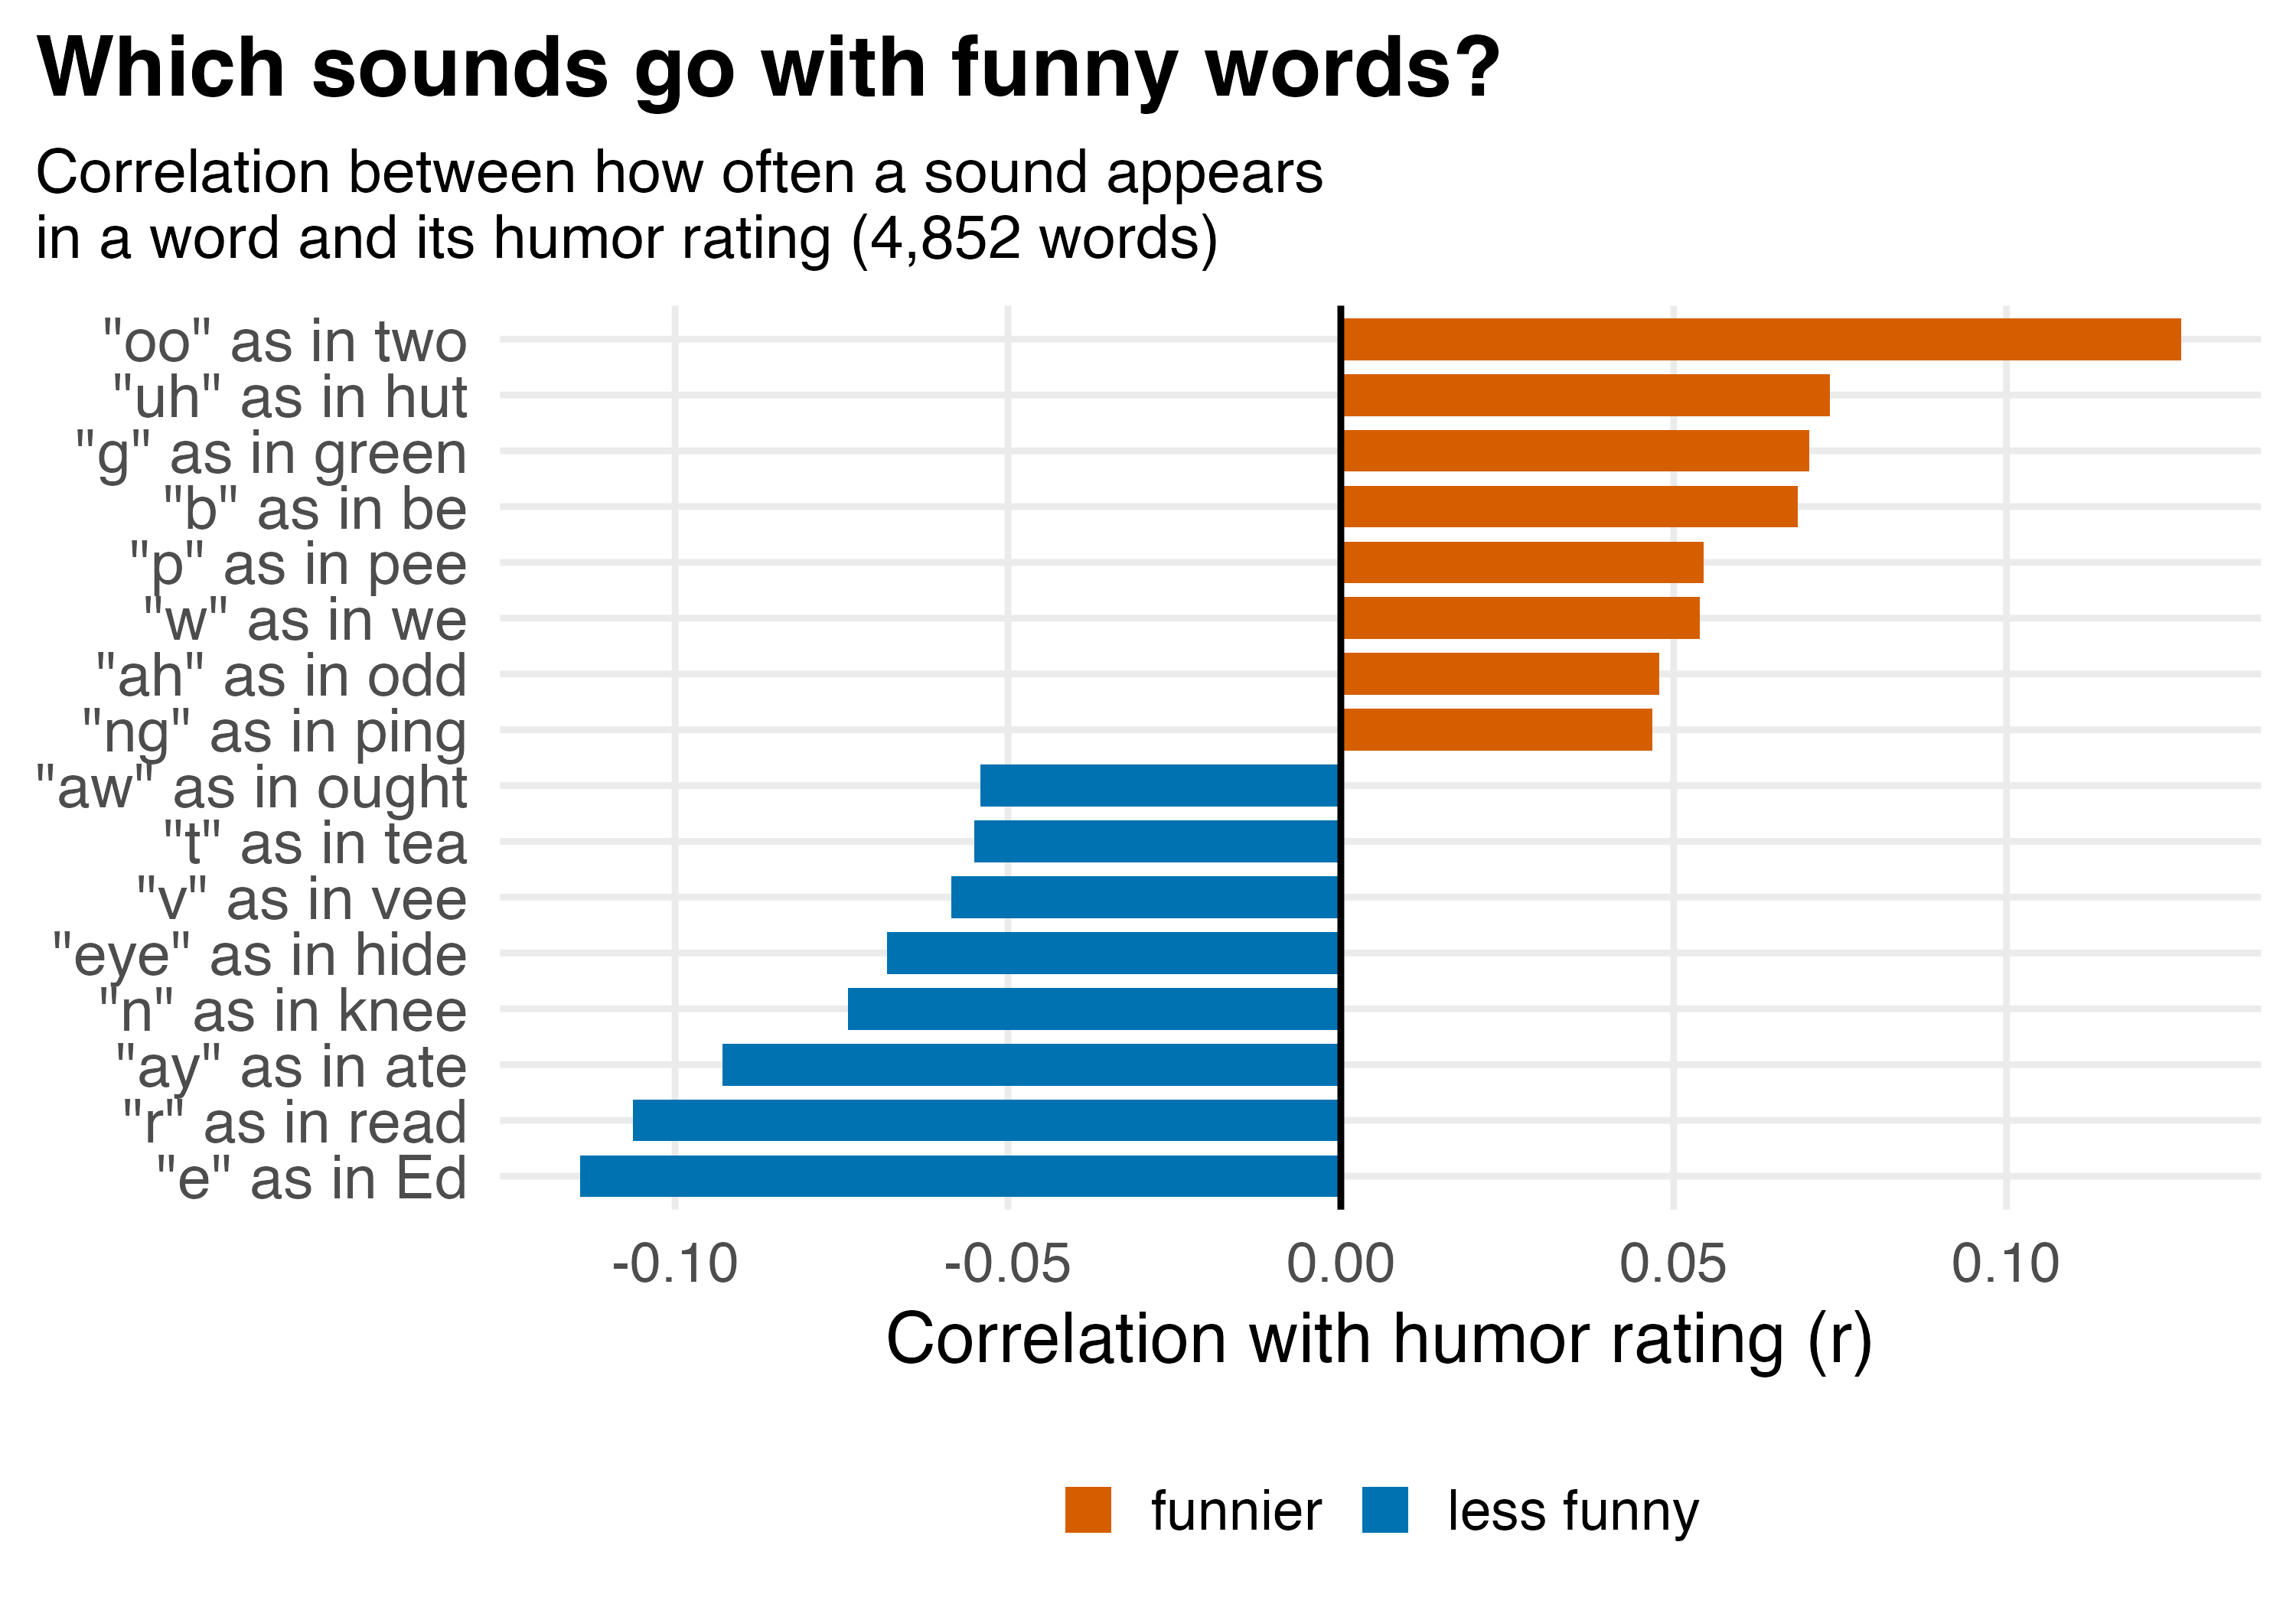 Which sounds go with funny words?
Correlation between how often a sound appears
in a word and its humor rating (4,852 words)
"oo" as in two
"uh" as in hut
"g" as in green
"b" as in be
"p" as in pee
"w" as in we
"ah" as in odd
"ng" as in ping
"aw" as in ought
"t" as in tea
"v" as in vee
"eye" as in hide
"n" as in knee
"ay" as in ate
"r" as in read
"e" as in Ed
-0.10 -0.05 0.00 0.05 0.10
Correlation with humor rating (r)
funnier less funny